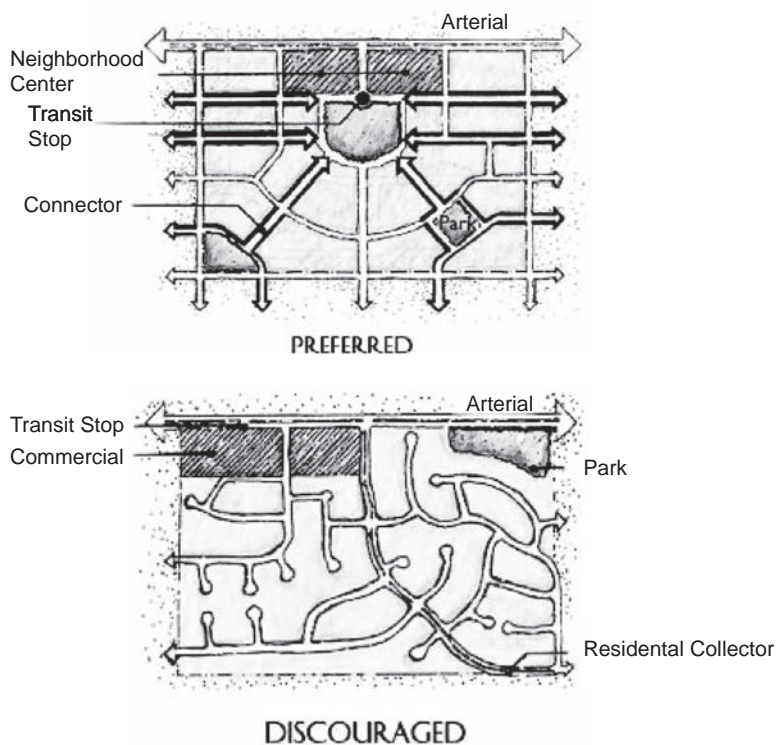 Arterial
Neighborhood
Center
Transit
Stop
Connector
Park
PREFERRED
Arterial
Transit Stop
Commercial
Park
Residental Collector
DISCOURAGED